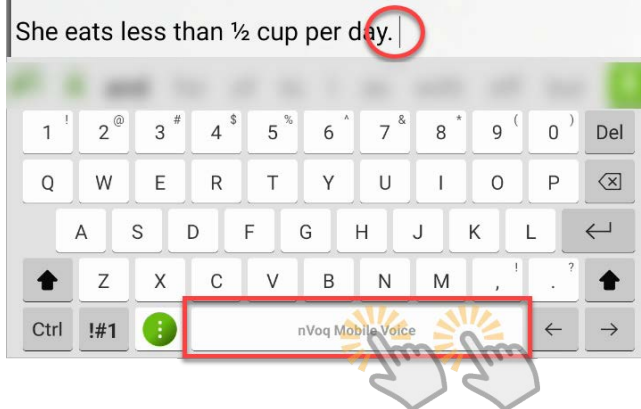 She eats less than ½ cup per day.
1 ! 2 @ 3 # 4 $ 5 % 6 ^ 7 & 8 * 9 ( 0 ) Del
Q W E R T Y U I O P
A S D F G H J K L
Z X C V B N M , ! . ?
Ctrl !#1 nVoq Mobile Voice ← →